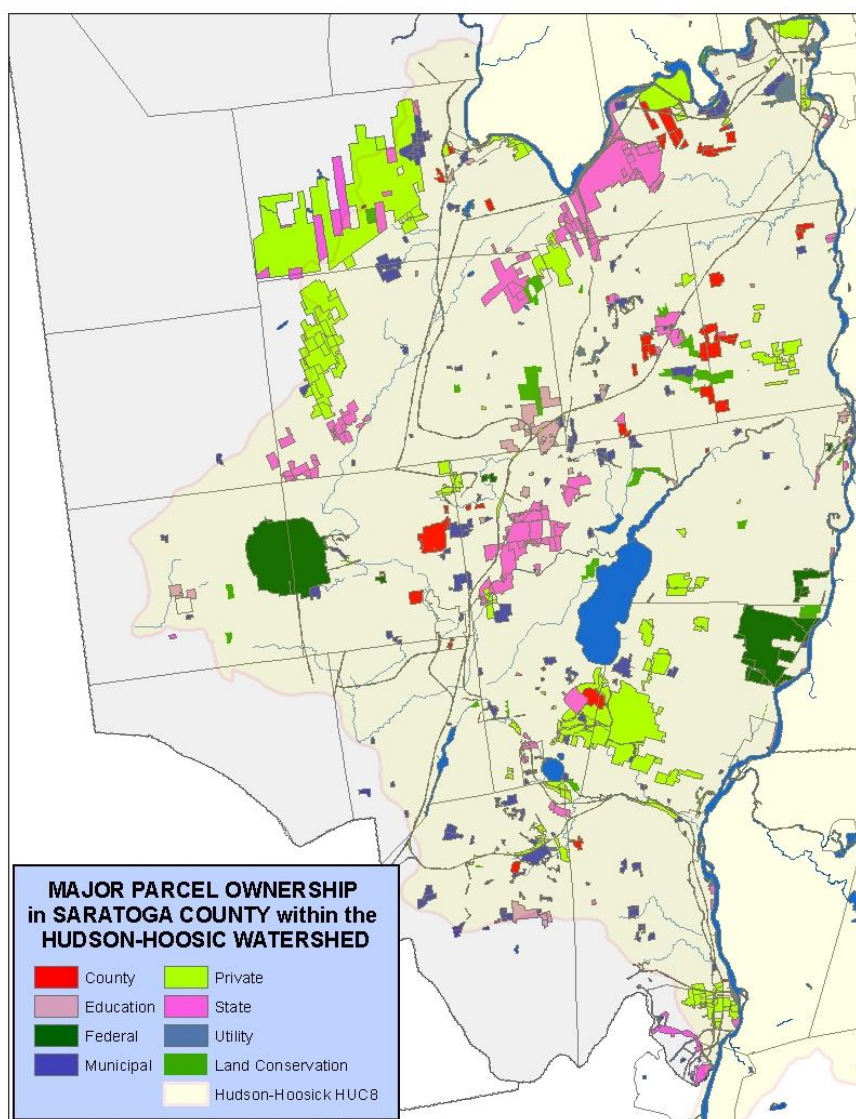 MAJOR PARCEL OWNERSHIP
in SARATOGA COUNTY within the
HUDSON-HOOSIC WATERSHED
County
Private
Education
State
Federal
Utility
Municipal
Land Conservation
Hudson-Hoosick HUC8